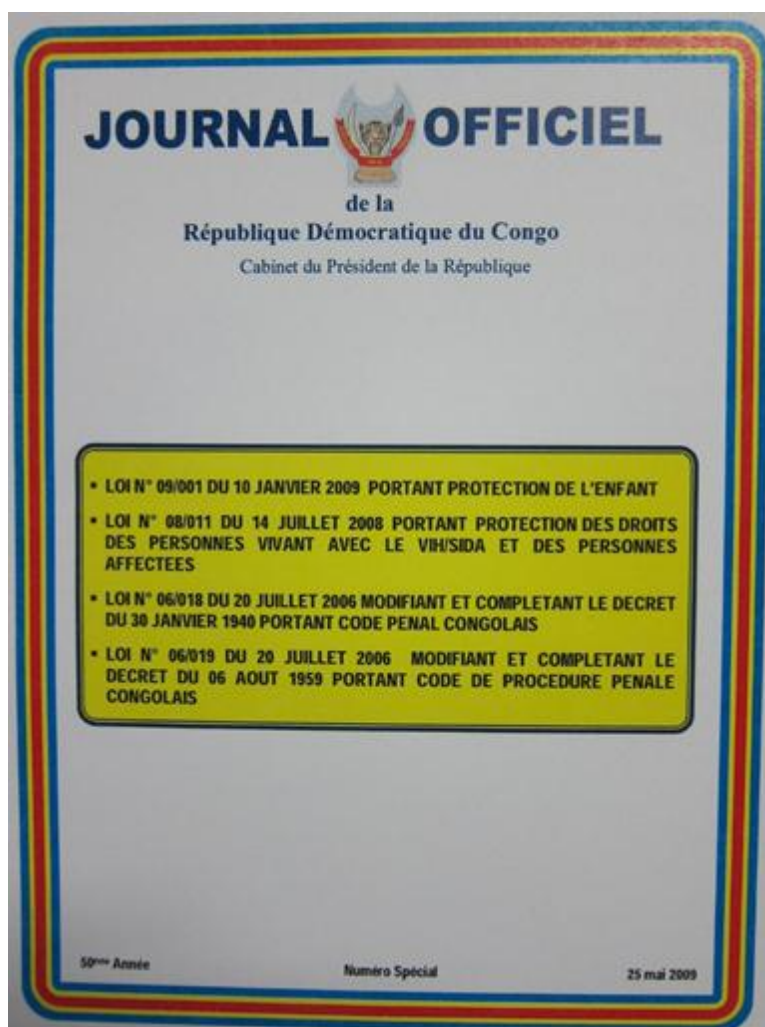 JOURNAL OFFICIEL
de la
République Démocratique du Congo
Cabinet du Président de la République
• LOI N° 09/001 DU 10 JANVIER 2009 PORTANT PROTECTION DE L'ENFANT
• LOI N° 08/011 DU 14 JUILLET 2008 PORTANT PROTECTION DES DROITS
DES PERSONNES VIVANT AVEC LE VIH/SIDA ET DES PERSONNES
AFFECTEES
• LOI N° 06/018 DU 20 JUILLET 2006 MODIFIANT ET COMPLETANT LE DECRET
DU 30 JANVIER 1940 PORTANT CODE PENAL CONGOLAIS
• LOI N° 06/019 DU 20 JUILLET 2006 MODIFIANT ET COMPLETANT LE
DECRET DU 06 AOUT 1959 PORTANT CODE DE PROCEDURE PENALE
CONGOLAIS
50ème Année
Numéro Spécial
25 mai 2009